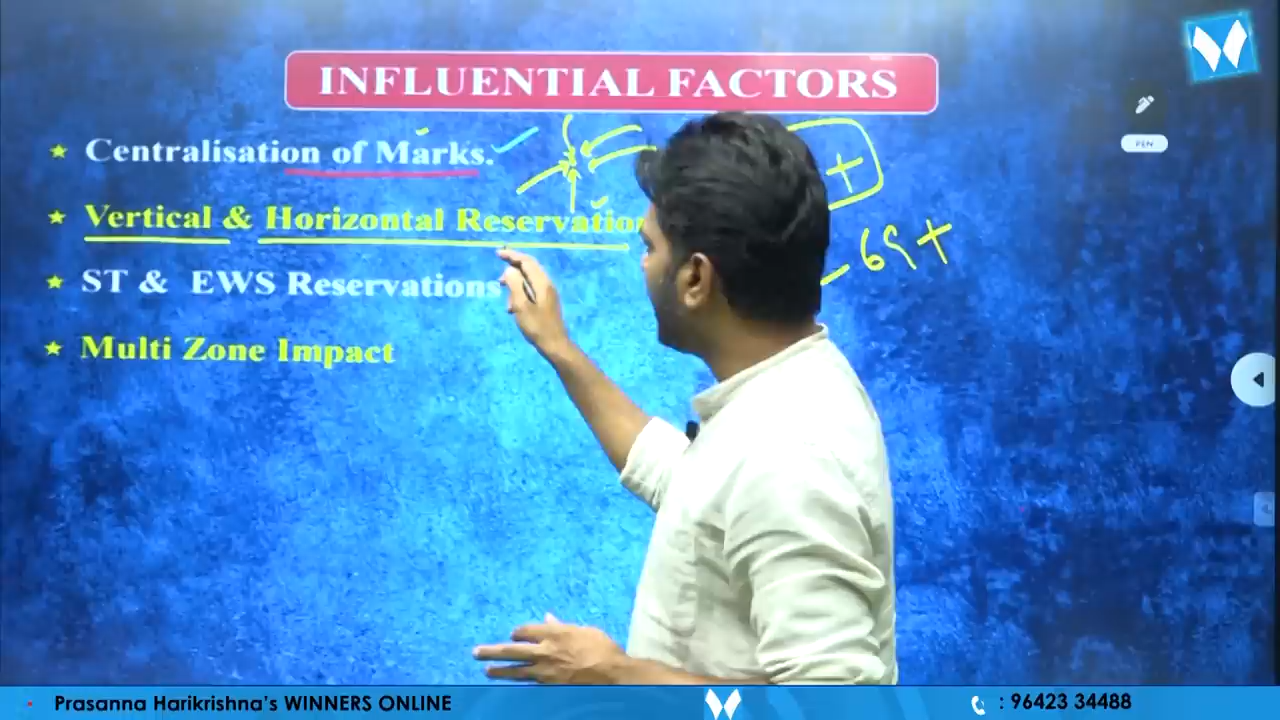 INFLUENTIAL FACTORS
★ Centralisation of Marks.
★ Vertical & Horizontal
★ ST & EWS Reservations
★ Multi Zone Impact
+
69+
PEN
Prasanna Harikrishna's WINNERS ONLINE
: 96423 34488